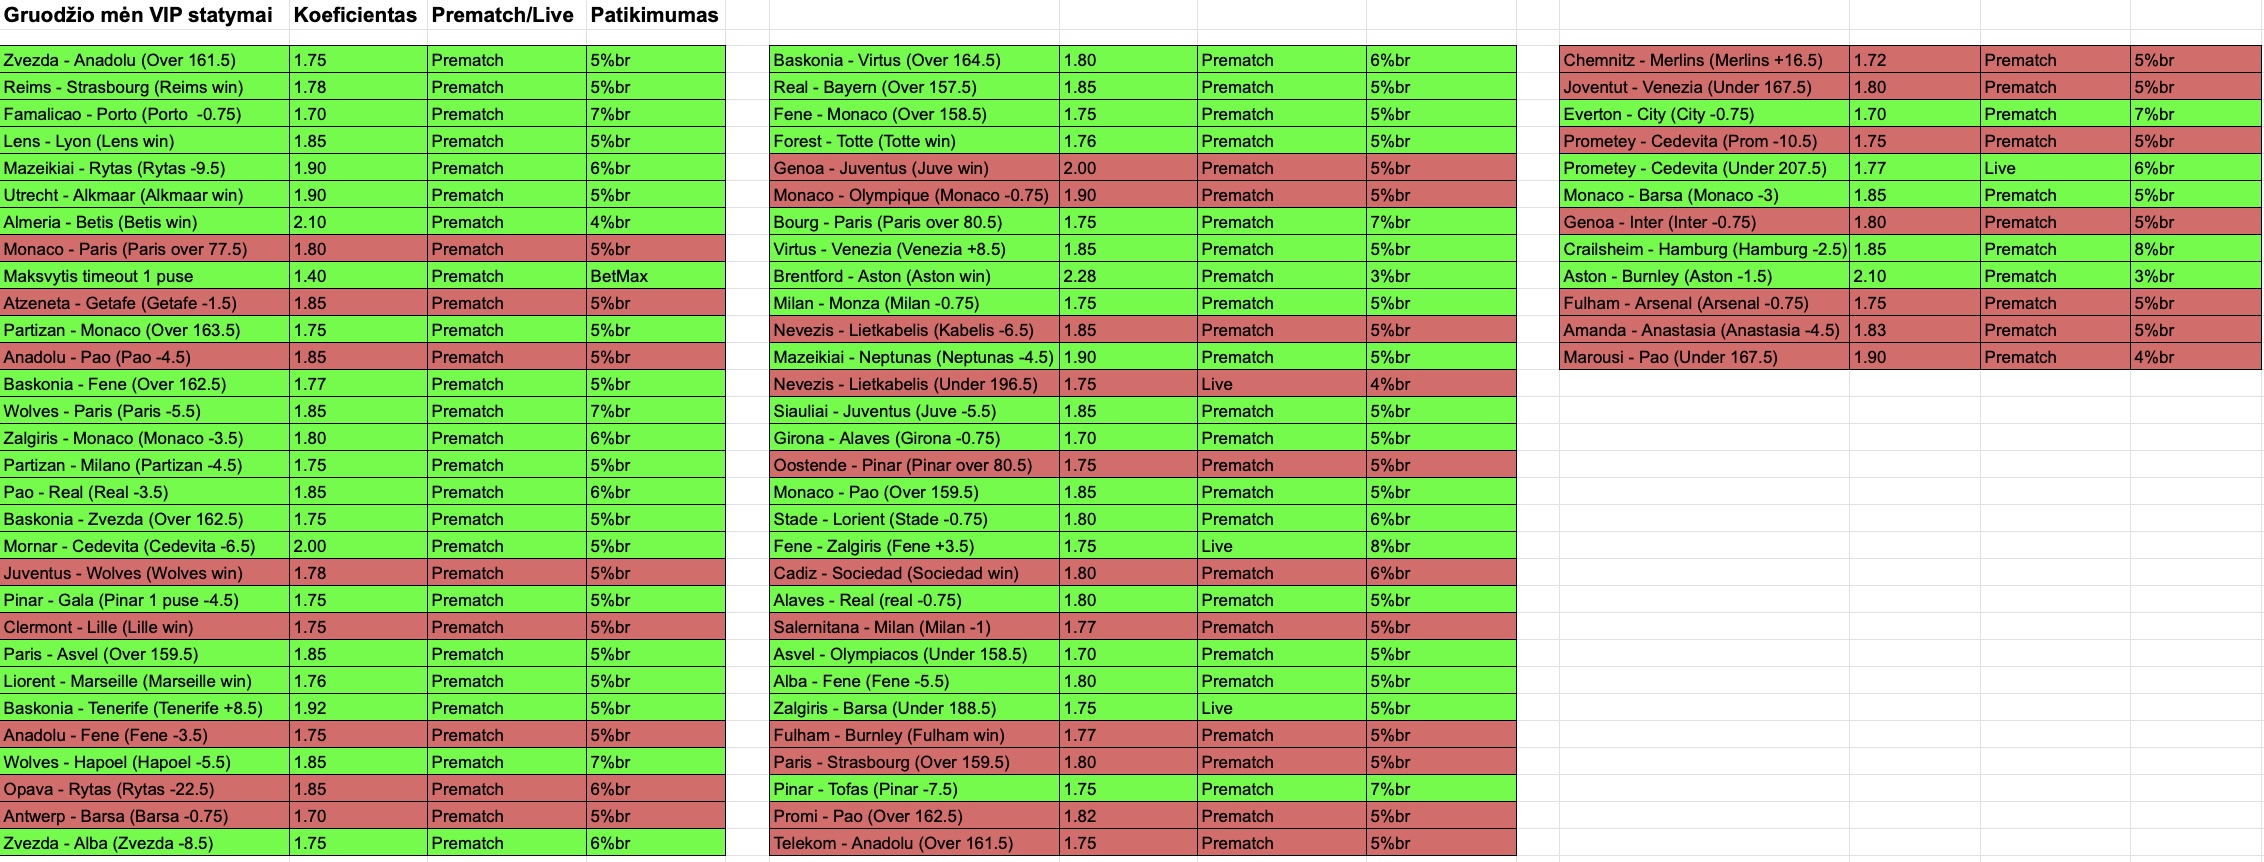 Gruodžio mėn VIP statymai Koeficientas Prematch/Live Patikimumas
Zvezda - Anadolu (Over 161.5) 1.75 Prematch 5%br
Reims - Strasbourg (Reims win) 1.78 Prematch 5%br
Famalicao - Porto (Porto -0.75) 1.70 Prematch 7%br
Lens - Lyon (Lens win) 1.85 Prematch 5%br
Mazeikiai - Rytas (Rytas -9.5) 1.90 Prematch 6%br
Utrecht - Alkmaar (Alkmaar win) 1.90 Prematch 5%br
Almeria - Betis (Betis win) 2.10 Prematch 4%br
Monaco - Paris (Paris over 77.5) 1.80 Prematch 5%br
Maksvytis timeout 1 puse 1.40 Prematch BetMax
Atzeneta - Getafe (Getafe -1.5) 1.85 Prematch 5%br
Partizan - Monaco (Over 163.5) 1.75 Prematch 5%br
Anadolu - Pao (Pao -4.5) 1.85 Prematch 5%br
Baskonia - Fene (Over 162.5) 1.77 Prematch 5%br
Wolves - Paris (Paris -5.5) 1.85 Prematch 7%br
Zalgiris - Monaco (Monaco -3.5) 1.80 Prematch 6%br
Partizan - Milano (Partizan -4.5) 1.75 Prematch 5%br
Pao - Real (Real -3.5) 1.85 Prematch 6%br
Baskonia - Zvezda (Over 162.5) 1.75 Prematch 5%br
Mornar - Cedevita (Cedevita -6.5) 2.00 Prematch 5%br
Juventus - Wolves (Wolves win) 1.78 Prematch 5%br
Pinar - Gala (Pinar 1 puse -4.5) 1.75 Prematch 5%br
Clermont - Lille (Lille win) 1.75 Prematch 5%br
Paris - Asvel (Over 159.5) 1.85 Prematch 5%br
Liorent - Marseille (Marseille win) 1.76 Prematch 5%br
Baskonia - Tenerife (Tenerife +8.5) 1.92 Prematch 5%br
Anadolu - Fene (Fene -3.5) 1.75 Prematch 5%br
Wolves - Hapoel (Hapoel -5.5) 1.85 Prematch 7%br
Opava - Rytas (Rytas -22.5) 1.85 Prematch 6%br
Antwerp - Barsa (Barsa -0.75) 1.70 Prematch 5%br
Zvezda - Alba (Zvezda -8.5) 1.75 Prematch 6%br
Baskonia - Virtus (Over 164.5) 1.80 Prematch 6%br
Real - Bayern (Over 157.5) 1.85 Prematch 5%br
Fene - Monaco (Over 158.5) 1.75 Prematch 5%br
Forest - Totte (Totte win) 1.76 Prematch 5%br
Genoa - Juventus (Juve win) 2.00 Prematch 5%br
Monaco - Olympique (Monaco -0.75) 1.90 Prematch 5%br
Bourg - Paris (Paris over 80.5) 1.75 Prematch 7%br
Virtus - Venezia (Venezia +8.5) 1.85 Prematch 5%br
Brentford - Aston (Aston win) 2.28 Prematch 3%br
Milan - Monza (Milan -0.75) 1.75 Prematch 5%br
Nevezis - Lietkabelis (Kabelis -6.5) 1.85 Prematch 5%br
Mazeikiai - Neptunas (Neptunas -4.5) 1.90 Prematch 5%br
Nevezis - Lietkabelis (Under 196.5) 1.75 Live 4%br
Siauliai - Juventus (Juve -5.5) 1.85 Prematch 5%br
Girona - Alaves (Girona -0.75) 1.70 Prematch 5%br
Oostende - Pinar (Pinar over 80.5) 1.75 Prematch 5%br
Monaco - Pao (Over 159.5) 1.85 Prematch 5%br
Stade - Lorient (Stade -0.75) 1.80 Prematch 6%br
Fene - Zalgiris (Fene +3.5) 1.75 Live 8%br
Cadiz - Sociedad (Sociedad win) 1.80 Prematch 6%br
Alaves - Real (real -0.75) 1.80 Prematch 5%br
Salernitana - Milan (Milan -1) 1.77 Prematch 5%br
Asvel - Olympiacos (Under 158.5) 1.70 Prematch 5%br
Alba - Fene (Fene -5.5) 1.80 Prematch 5%br
Zalgiris - Barsa (Under 188.5) 1.75 Live 5%br
Fulham - Burnley (Fulham win) 1.77 Prematch 5%br
Paris - Strasbourg (Over 159.5) 1.80 Prematch 5%br
Pinar - Tofas (Pinar -7.5) 1.75 Prematch 7%br
Promi - Pao (Over 162.5) 1.82 Prematch 5%br
Telekom - Anadolu (Over 161.5) 1.75 Prematch 5%br
Chemnitz - Merlins (Merlins +16.5) 1.72 Prematch 5%br
Joventut - Venezia (Under 167.5) 1.80 Prematch 5%br
Everton - City (City -0.75) 1.70 Prematch 7%br
Prometey - Cedevita (Prom -10.5) 1.75 Prematch 5%br
Prometey - Cedevita (Under 207.5) 1.77 Live 6%br
Monaco - Barsa (Monaco -3) 1.85 Prematch 5%br
Genoa - Inter (Inter -0.75) 1.80 Prematch 5%br
Crailsheim - Hamburg (Hamburg -2.5) 1.85 Prematch 8%br
Aston - Burnley (Aston -1.5) 2.10 Prematch 3%br
Fulham - Arsenal (Arsenal -0.75) 1.75 Prematch 5%br
Amanda - Anastasia (Anastasia -4.5) 1.83 Prematch 5%br
Marousi - Pao (Under 167.5) 1.90 Prematch 4%br